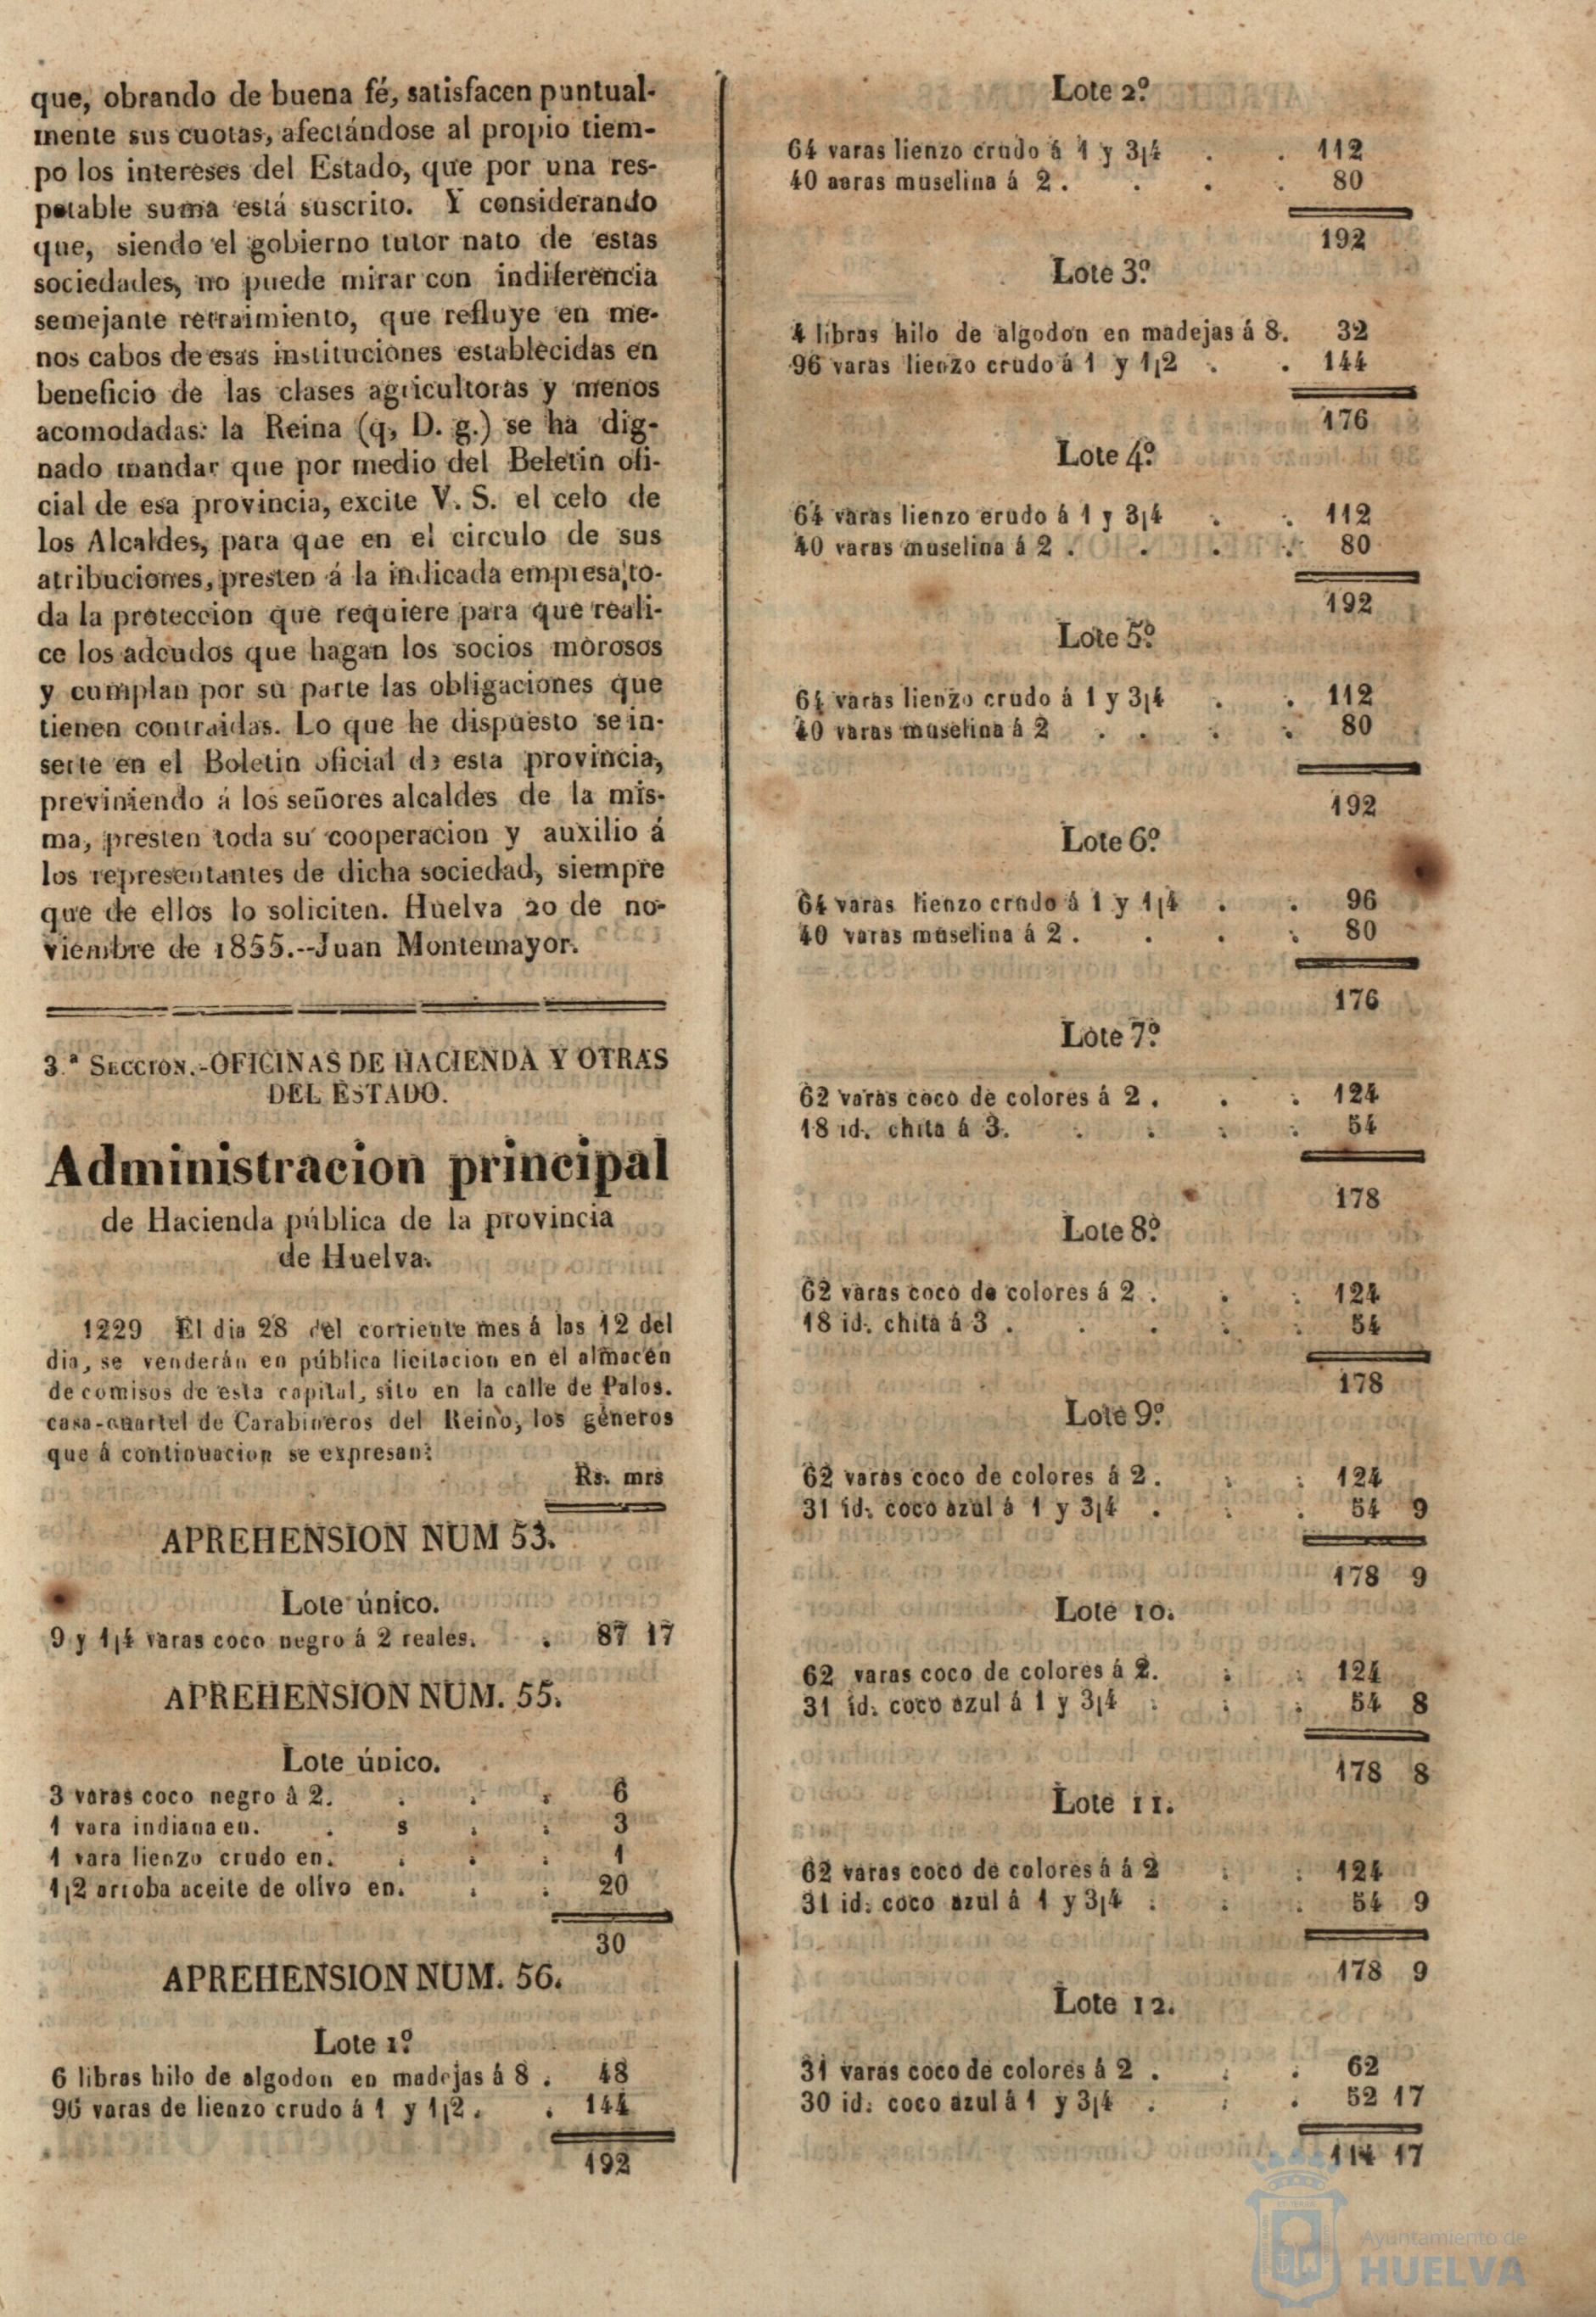 que, obrando de buena fé, satisfacen puntual-
mente sus cuotas, afectándose al propio tiem-
po los intereses del Estado, que por una res-
petable suma está suscrito. Y considerando
que, siendo el gobierno tutor nato de estas
sociedades, no puede mirar con indiferencia
semejante retraimiento, que refluye en me-
nos cabos de esas instituciones establecidas en
beneficio de las clases agricultoras y menos
acomodadas: la Reina (q, D. g.) se ha dig-
nado mandar que por medio del Beletin ofi-
cial de esa provincia, excite V. S. el celo de
los Alcaldes, para que en el circulo de sus
atribuciones, presten á la indicada empresa, to-
da la proteccion que requiere para que reali-
ce los adeudos que hagan los socios morosos
y cumplan por su parte las obligaciones que
tienen contraidas. Lo que he dispuesto se in-
serte en el Boletin oficial de esta provincia,
previniendo á los señores alcaldes de la mis-
ma, presten toda su cooperacion y auxilio á
los representantes de dicha sociedad, siempre
que de ellos lo soliciten. Huelva 20 de no-
viembre de 1855.--Juan Montemayor.
3.ª Seccion.-OFICINAS DE HACIENDA Y OTRAS
DEL ESTADO.
Administracion principal
de Hacienda pública de la provincia
de Huelva.
1229 El dia 28 del corriente mes á las 12 del
dia, se venderán en pública licitacion en el almacén
de comisos de esta capital, sito en la calle de Palos.
casa-cuartel de Carabineros del Reino, los géneros
que á continuacion se expresan:
Rs. mrs
APREHENSION NUM 53.
Lote único.
9 y 1|4 varas coco negro á 2 reales. . 87 17
APREHENSION NUM. 55.
Lote único.
3 varas coco negro á 2. . . . 6
1 vara indiana en. . s . . 3
1 vara lienzo crudo en. . . . 1
1|2 arroba aceite de olivo en. . . 20
30
APREHENSION NUM. 56.
Lote 1º
6 libras hilo de algodon en madejas á 8 . 48
96 varas de lienzo crudo á 1 y 1|2 . . 144
192
Lote 2º
64 varas lienzo crudo á 1 y 3|4 . . 112
40 aaras muselina á 2 . . . . 80
192
Lote 3º
4 libras hilo de algodon en madejas á 8. 32
96 varas lienzo crudo á 1 y 1|2 . . 144
176
Lote 4º
64 varas lienzo erudo á 1 y 3|4 . . 112
40 varas muselina á 2 . . . . 80
192
Lote 5º
64 varas lienzo crudo á 1 y 3|4 . . 112
40 varas muselina á 2 . . . . 80
192
Lote 6º
64 varas lienzo crudo á 1 y 1|4 . . 96
40 varas muselina á 2 . . . . 80
176
Lote 7º
62 varas coco de colores á 2 . . . 124
18 id. chita á 3. . . . . 54
178
Lote 8º
62 varas coco de colores á 2 . . . 124
18 id. chita á 3 . . . . . 54
178
Lote 9º
62 varas coco de colores á 2 . . . 124
31 id. coco azul á 1 y 3|4 . . . 54 9
178 9
Lote 10.
62 varas coco de colores á 2. . . 124
31 id. coco azul á 1 y 3|4 . . . 54 8
178 8
Lote 11.
62 varas coco de colores á á 2 . . 124
31 id. coco azul á 1 y 3|4 . . . 54 9
178 9
Lote 12.
31 varas coco de colores á 2 . . . 62
30 id. coco azul á 1 y 3|4 . . . 52 17
114 17
Ayuntamiento de
HUELVA